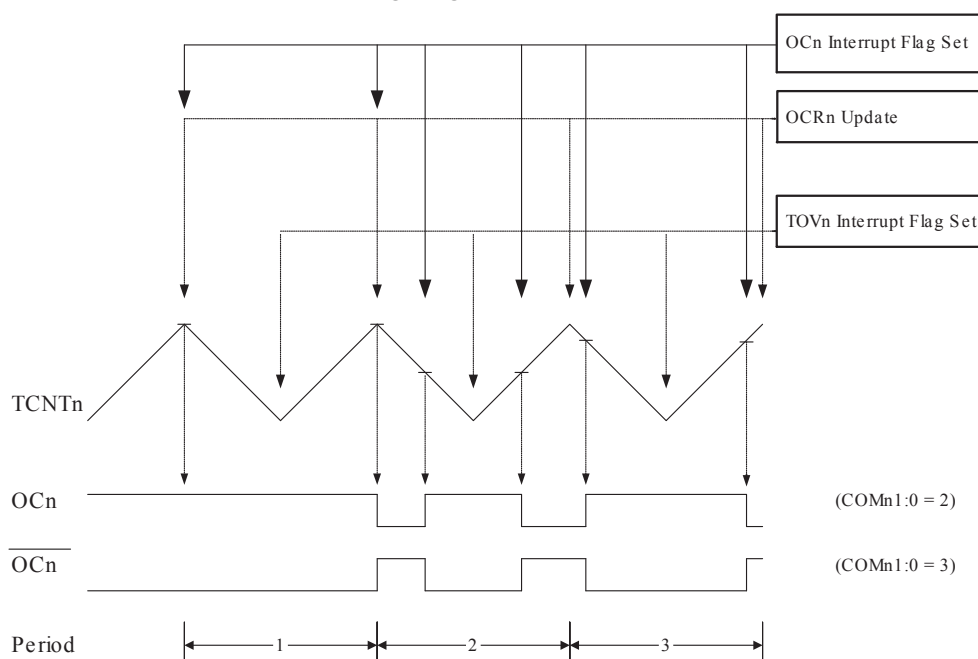 OCn Interrupt Flag Set
OCRn Update
TOVn Interrupt Flag Set
TCNTn
OCn
(COMn1:0 = 2)
OCn
(COMn1:0 = 3)
Period
1
2
3